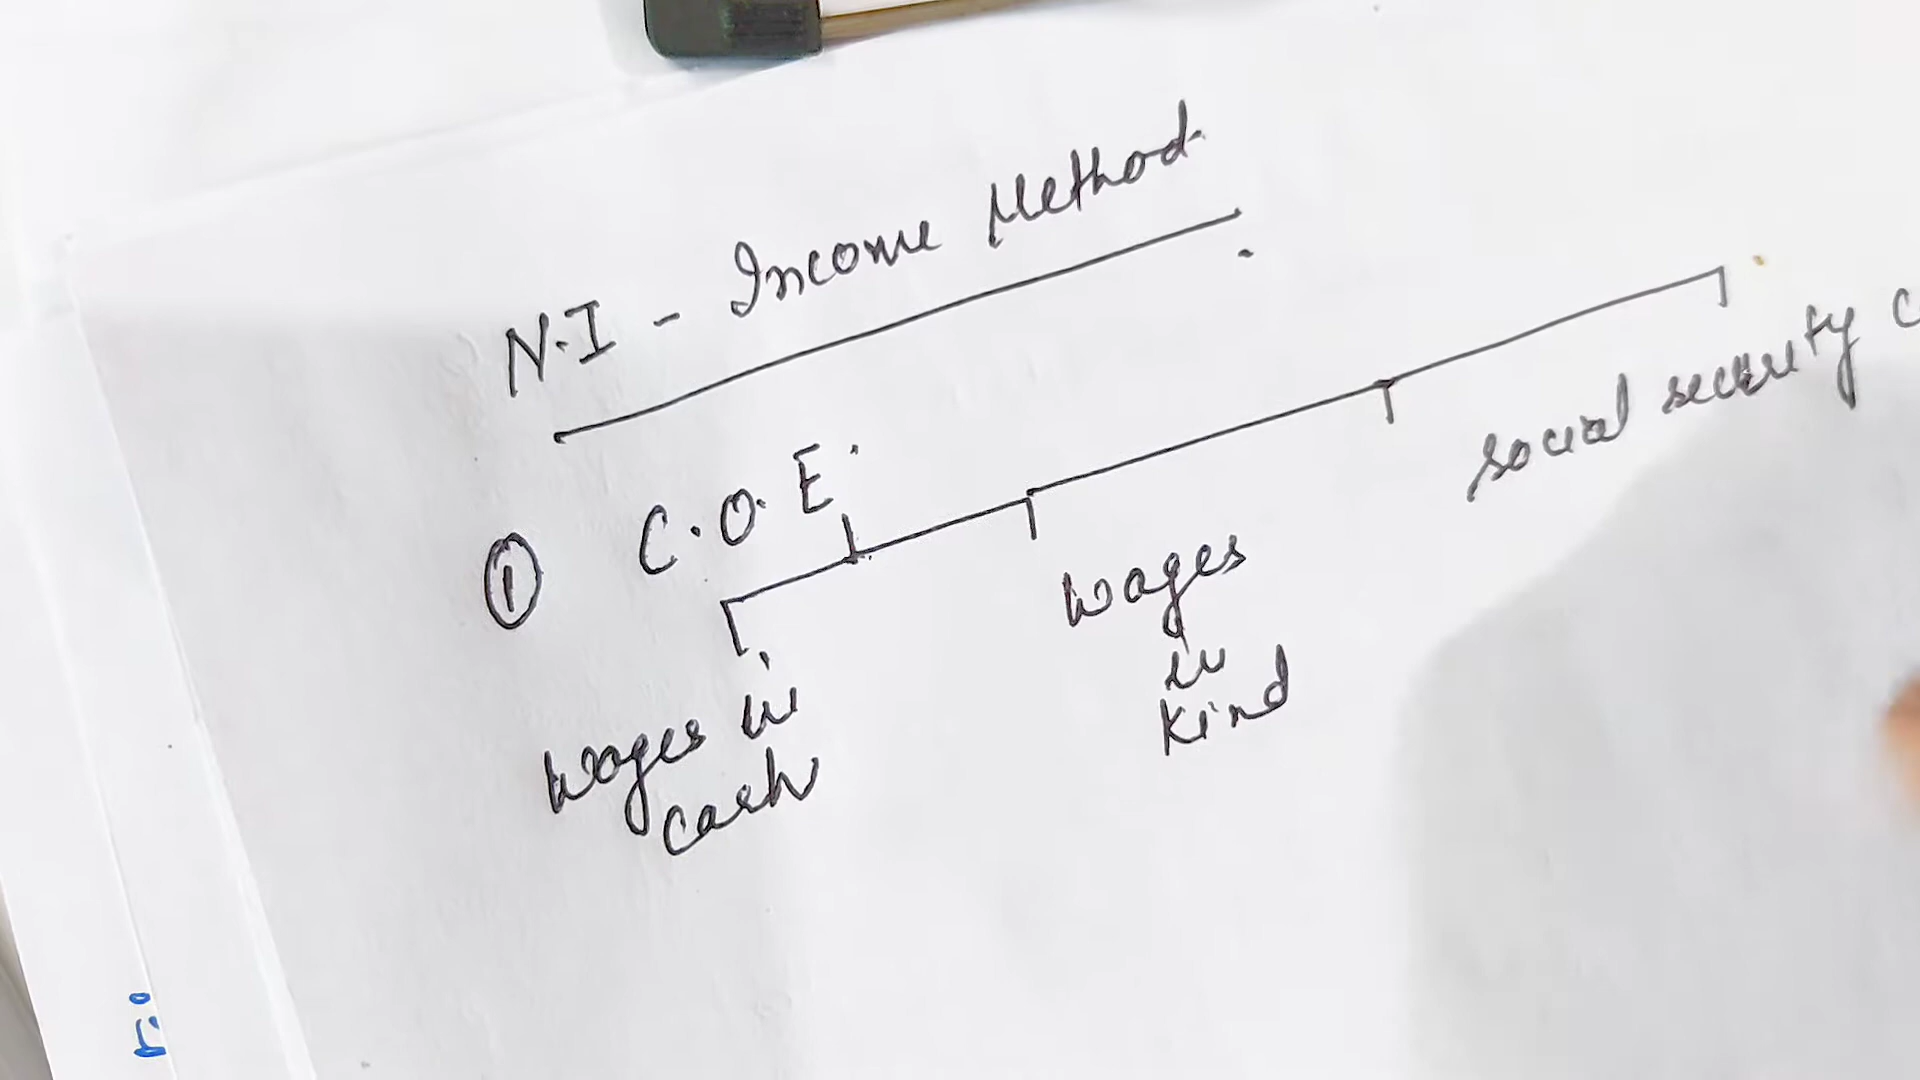 N.I - Income Method
① C.O.E.
wages in
cash
wages
in
kind
social security C